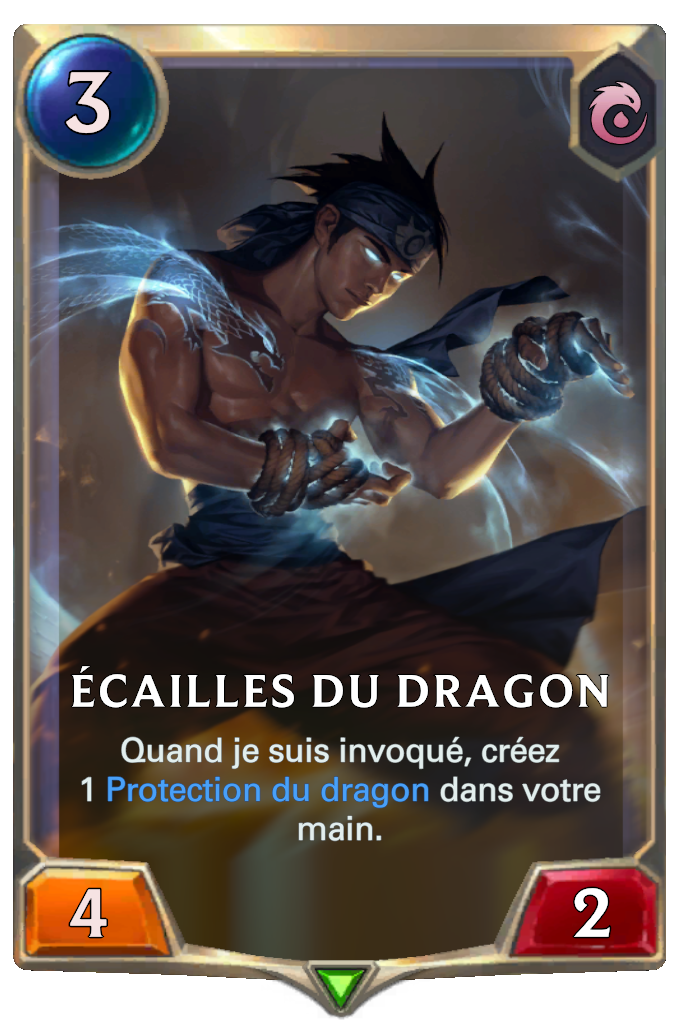 3
ÉCAILLES DU DRAGON
Quand je suis invoqué, créez
1 Protection du dragon dans votre
main.
4
2